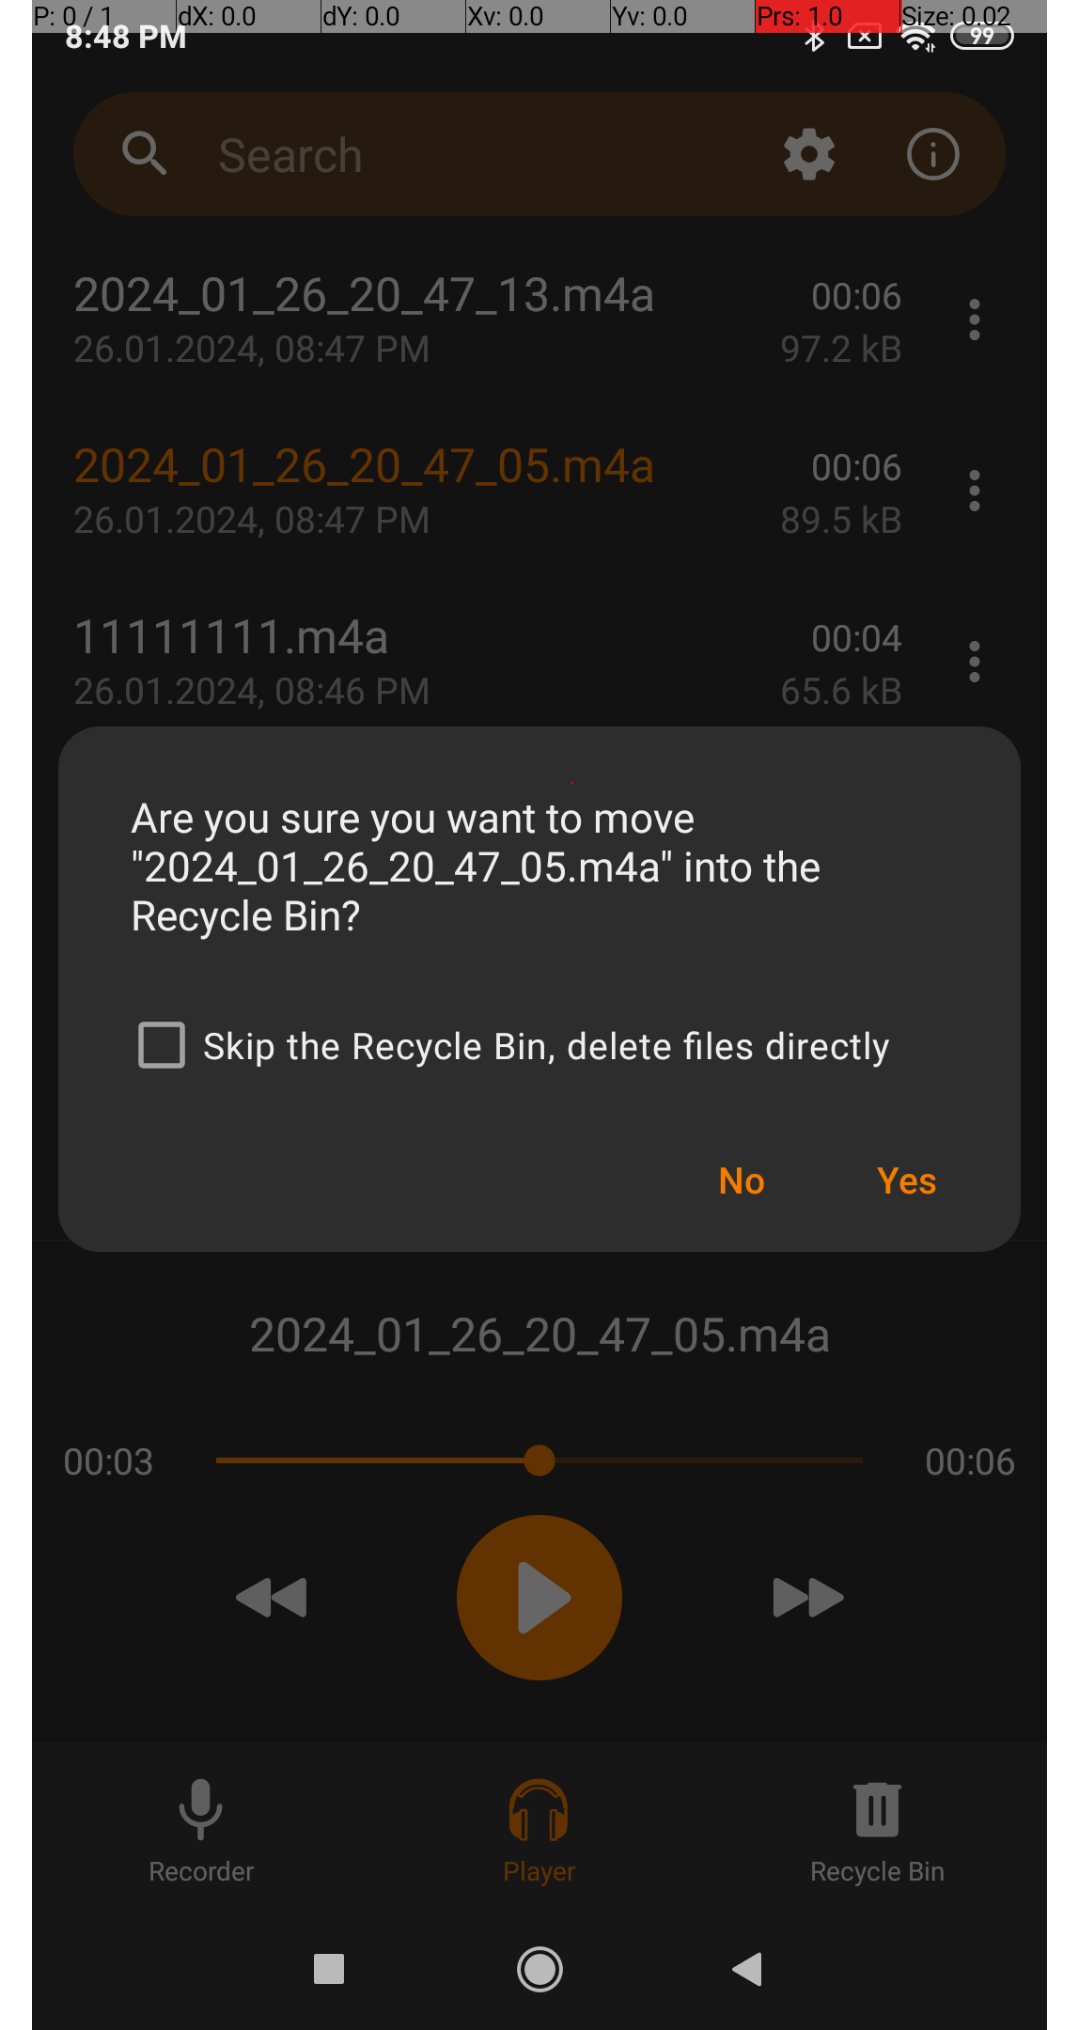 P: 0 / 1 dX: 0.0 dY: 0.0 Xv: 0.0 Yv: 0.0 Prs: 1.0 Size: 0.02
8:48 PM 99
Search
2024_01_26_20_47_13.m4a 00:06
26.01.2024, 08:47 PM 97.2 kB
2024_01_26_20_47_05.m4a 00:06
26.01.2024, 08:47 PM 89.5 kB
11111111.m4a 00:04
26.01.2024, 08:46 PM 65.6 kB
Are you sure you want to move
"2024_01_26_20_47_05.m4a" into the
Recycle Bin?
Skip the Recycle Bin, delete files directly
No Yes
2024_01_26_20_47_05.m4a
00:03 00:06
Recorder Player Recycle Bin